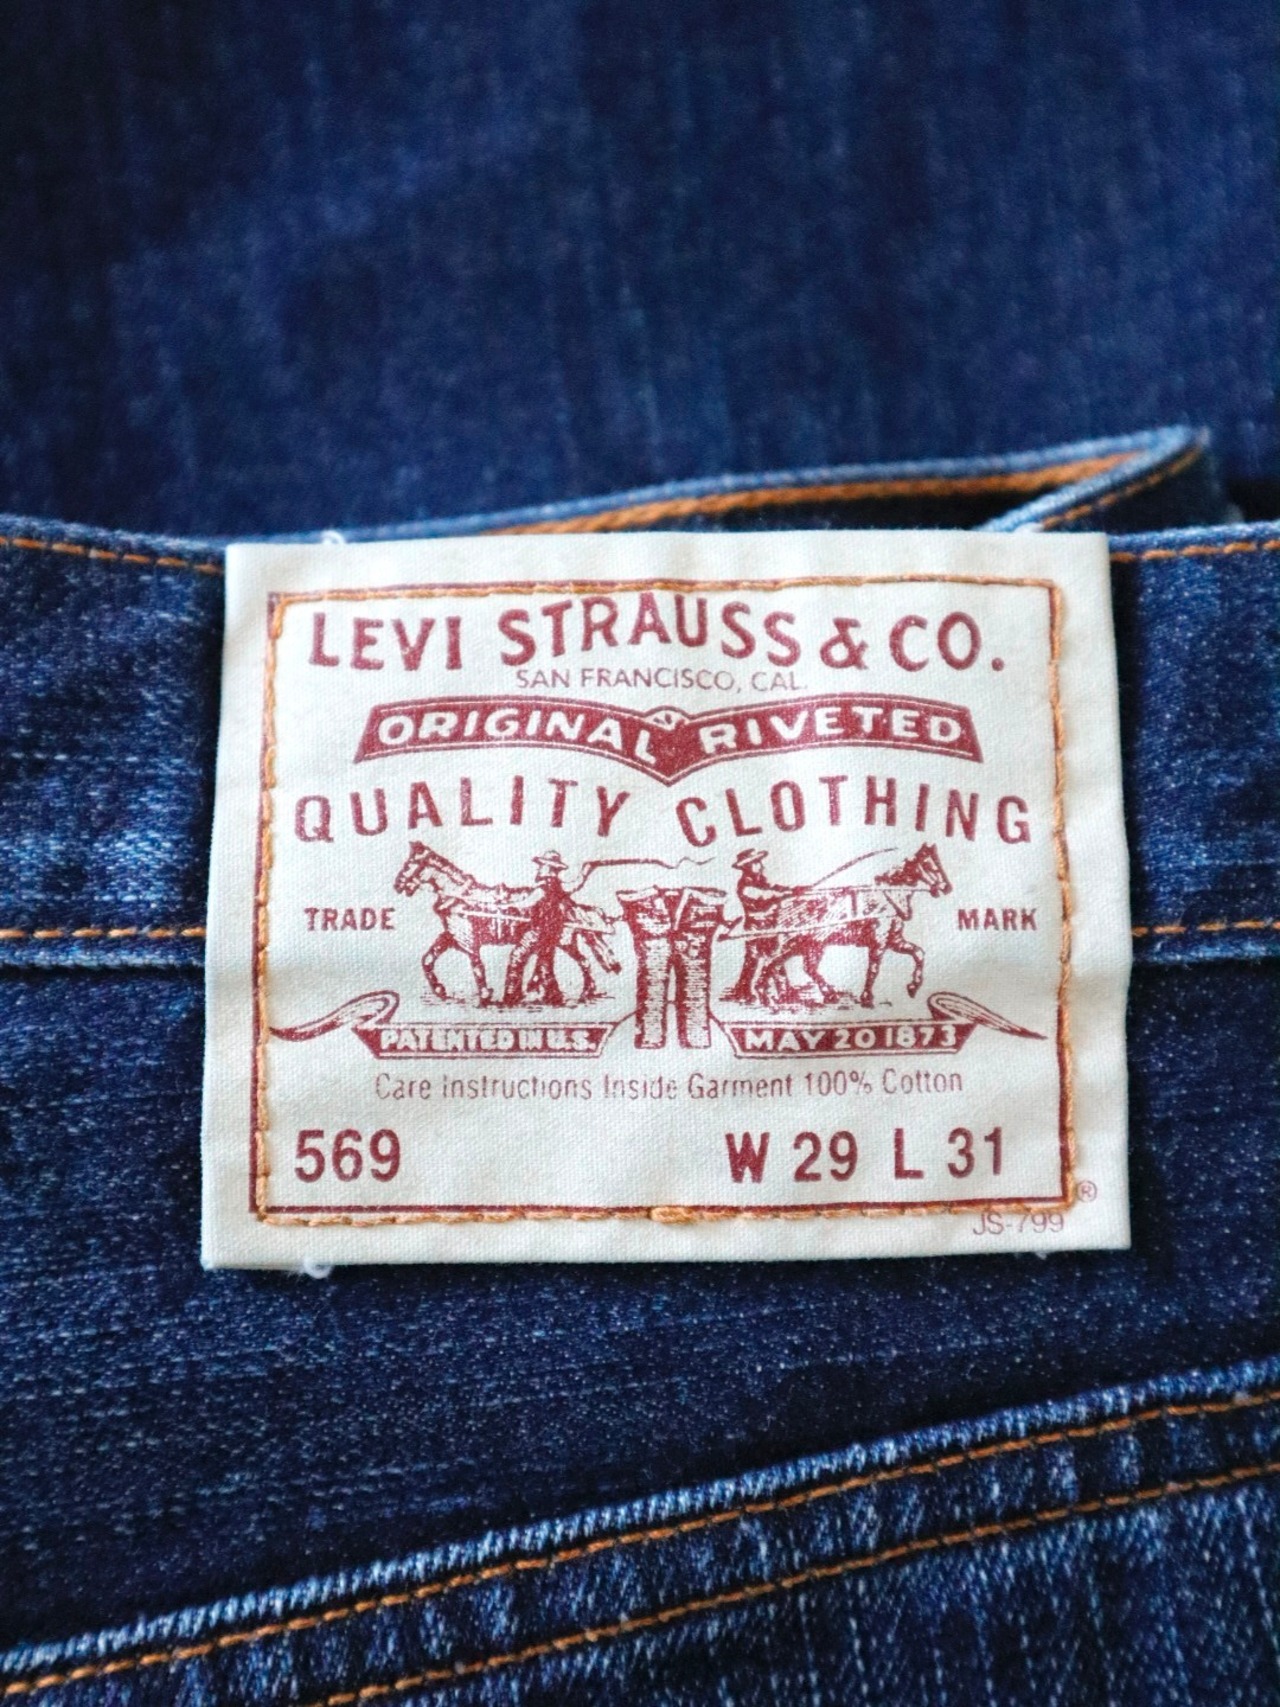 LEVI STRAUSS & CO.
SAN FRANCISCO, CAL.
ORIGINAL RIVETED
QUALITY CLOTHING
TRADE MARK
PATENTED IN U.S. MAY 20 1873
Care Instructions Inside Garment 100% Cotton
569 W 29 L 31
®
JS-799